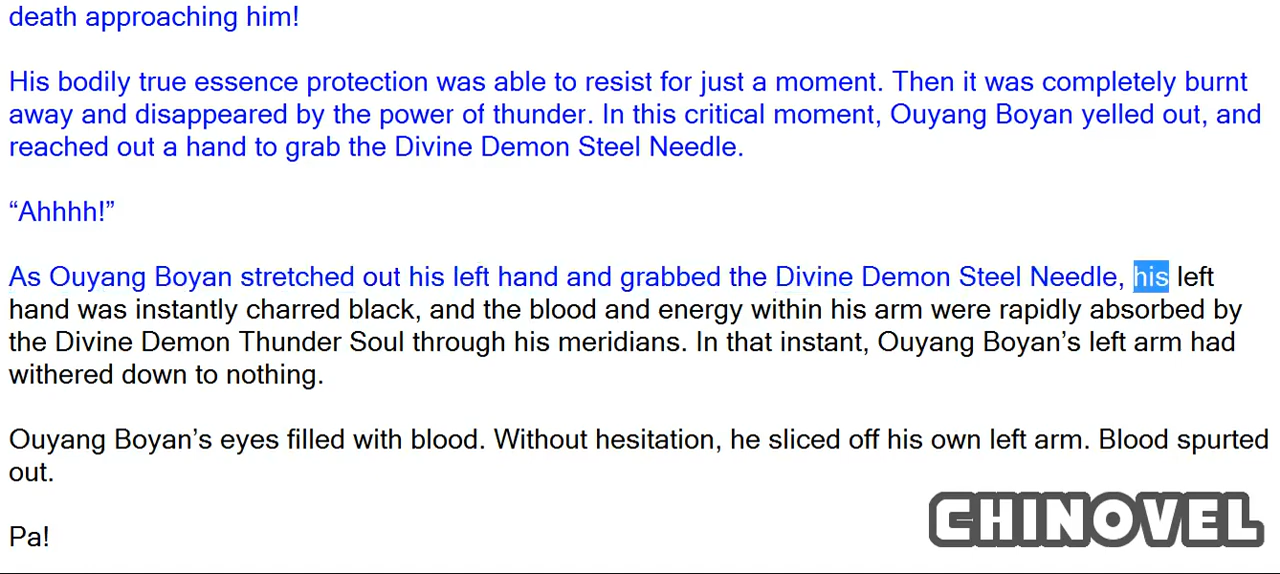 death approaching him!
His bodily true essence protection was able to resist for just a moment. Then it was completely burnt
away and disappeared by the power of thunder. In this critical moment, Ouyang Boyan yelled out, and
reached out a hand to grab the Divine Demon Steel Needle.
“Ahhhh!”
As Ouyang Boyan stretched out his left hand and grabbed the Divine Demon Steel Needle, his left
hand was instantly charred black, and the blood and energy within his arm were rapidly absorbed by
the Divine Demon Thunder Soul through his meridians. In that instant, Ouyang Boyan’s left arm had
withered down to nothing.
Ouyang Boyan’s eyes filled with blood. Without hesitation, he sliced off his own left arm. Blood spurted
out.
Pa!
CHINOVEL